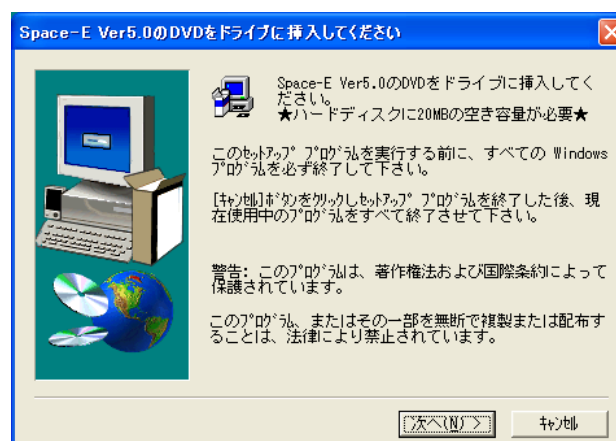 Space-E Ver5.0のDVDをドライブに挿入してください
Space-E Ver5.0のDVDをドライブに挿入してく
ださい。
★ハードディスクに20MBの空き容量が必要★
このｾｯﾄｱｯﾌﾟ ﾌﾟﾛｸﾞﾗﾑを実行する前に、すべての Windows
ﾌﾟﾛｸﾞﾗﾑを必ず終了して下さい。
[ｷｬﾝｾﾙ]ﾎﾞﾀﾝをｸﾘｯｸしｾｯﾄｱｯﾌﾟ ﾌﾟﾛｸﾞﾗﾑを終了した後、現
在使用中のﾌﾟﾛｸﾞﾗﾑをすべて終了させて下さい。
警告: このﾌﾟﾛｸﾞﾗﾑは、著作権法および国際条約によって
保護されています。
このﾌﾟﾛｸﾞﾗﾑ、またはその一部を無断で複製または配布す
ることは、法律により禁止されています。
次へ(N) >
ｷｬﾝｾﾙ